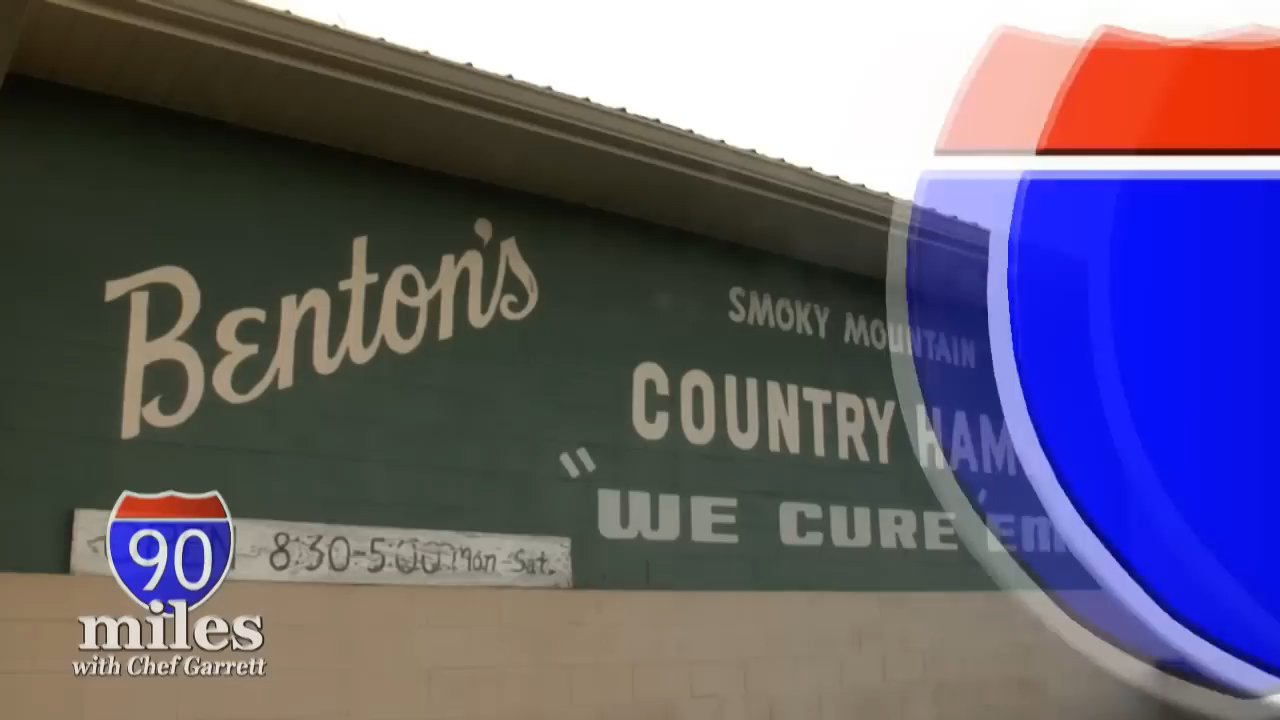 Benton's
SMOKY MOUNTAIN
COUNTRY HAM
"WE CURE 'Em
8:30-5:00 Mon-Sat.
90
miles
with Chef Garrett